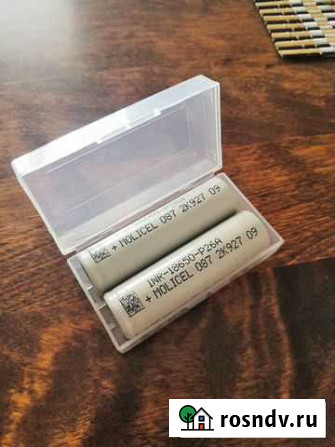 + MOLICEL 087 2K927 09
INR-18650-P26A
+ MOLICEL 087 2K927 09
rosndv.ru